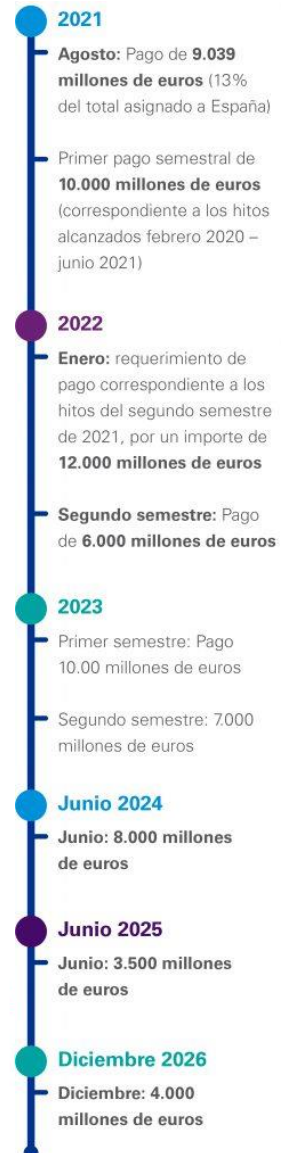 2021
Agosto: Pago de 9.039
millones de euros (13%
del total asignado a España)
Primer pago semestral de
10.000 millones de euros
(correspondiente a los hitos
alcanzados febrero 2020 –
junio 2021)
2022
Enero: requerimiento de
pago correspondiente a los
hitos del segundo semestre
de 2021, por un importe de
12.000 millones de euros
Segundo semestre: Pago
de 6.000 millones de euros
2023
Primer semestre: Pago
10.00 millones de euros
Segundo semestre: 7.000
millones de euros
Junio 2024
Junio: 8.000 millones
de euros
Junio 2025
Junio: 3.500 millones
de euros
Diciembre 2026
Diciembre: 4.000
millones de euros